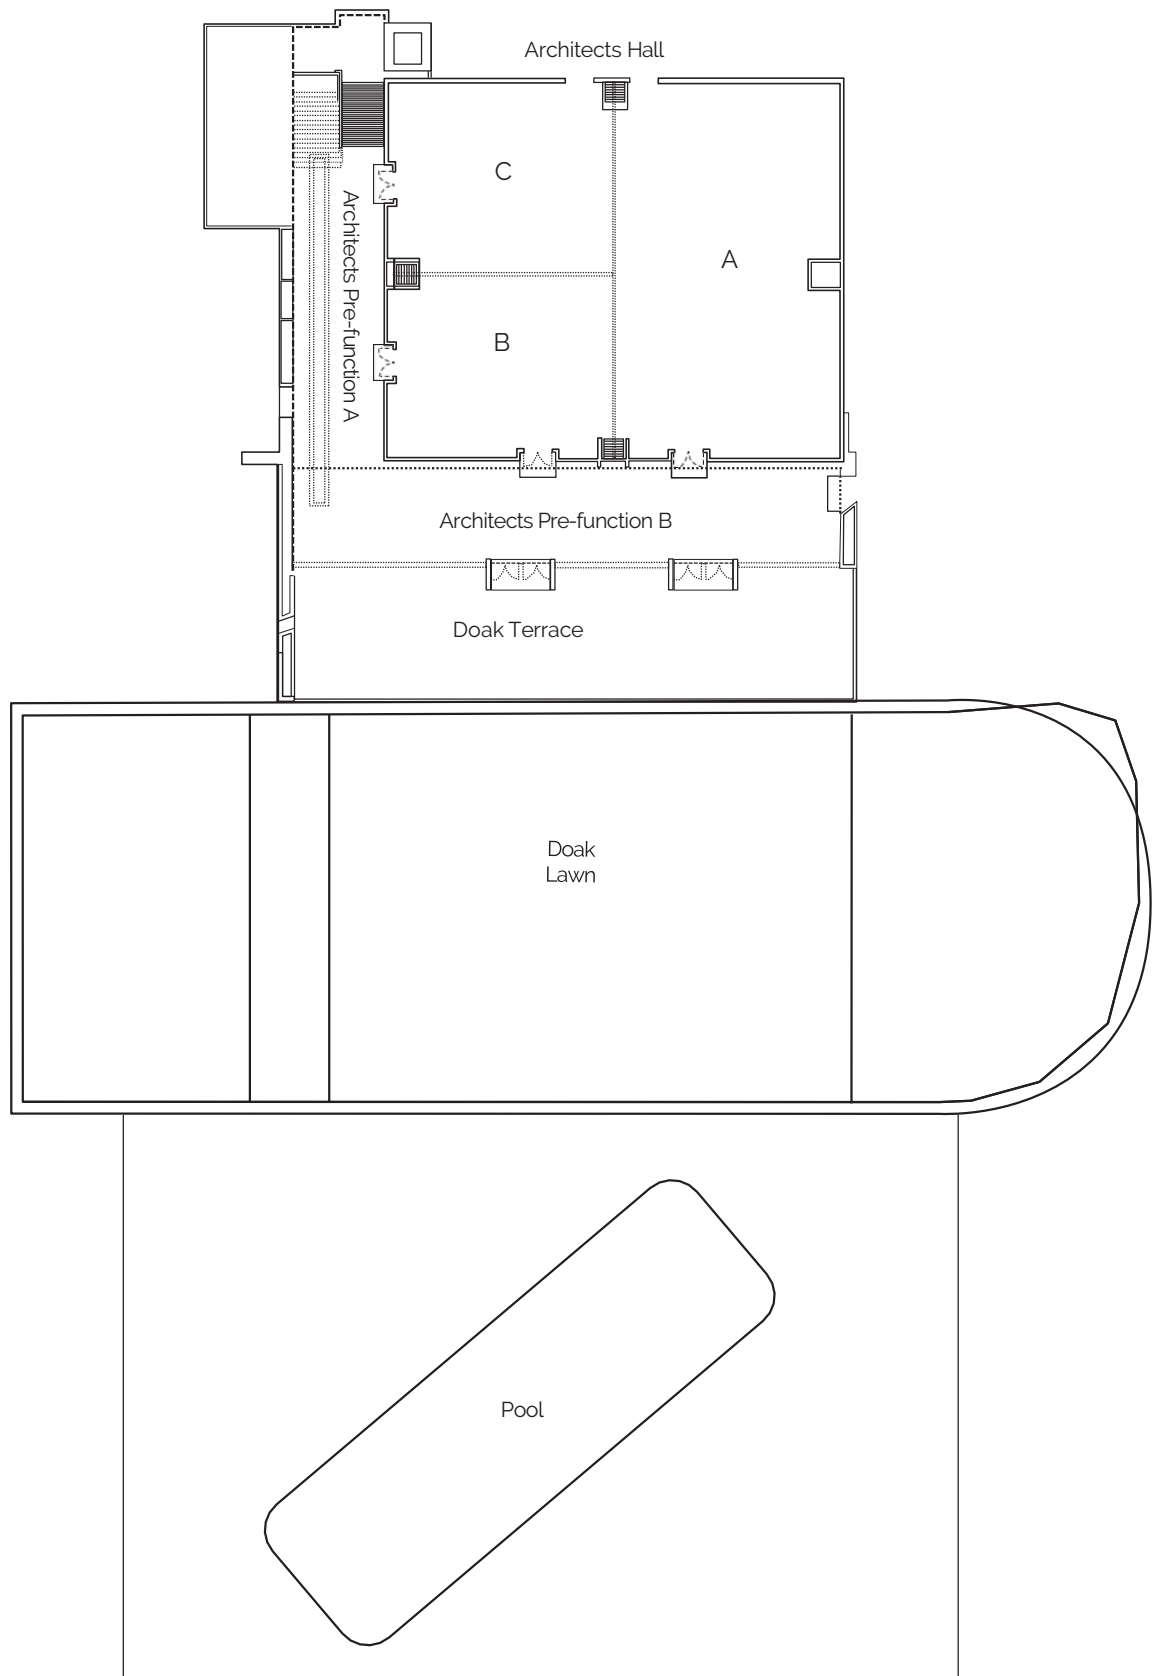 Architects Hall
C
A
Architects Pre-function A
B
Architects Pre-function B
Doak Terrace
Doak
Lawn
Pool